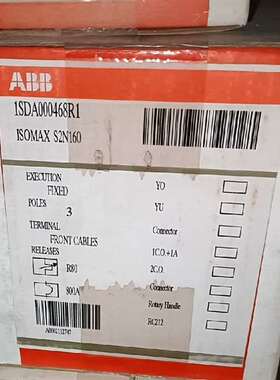 ABB
1SDA000468R1
ISOMAX S2N160
EXECUTION
FIXED
POLES
3
TERMINAL
FRONT CABLES
RELEASES
R80
800A
YO
YU
Connector
1C.O.+1A
2C.O.
Connector
Rotary Handle
RC212